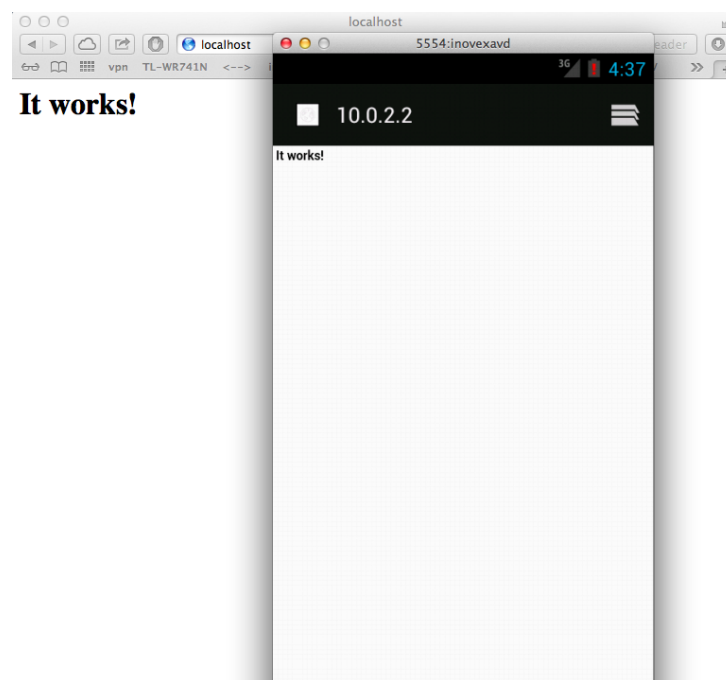 localhost
localhost
eader
vpn TL-WR741N <-->
It works!
5554:inovexavd
3G 4:37
10.0.2.2
It works!